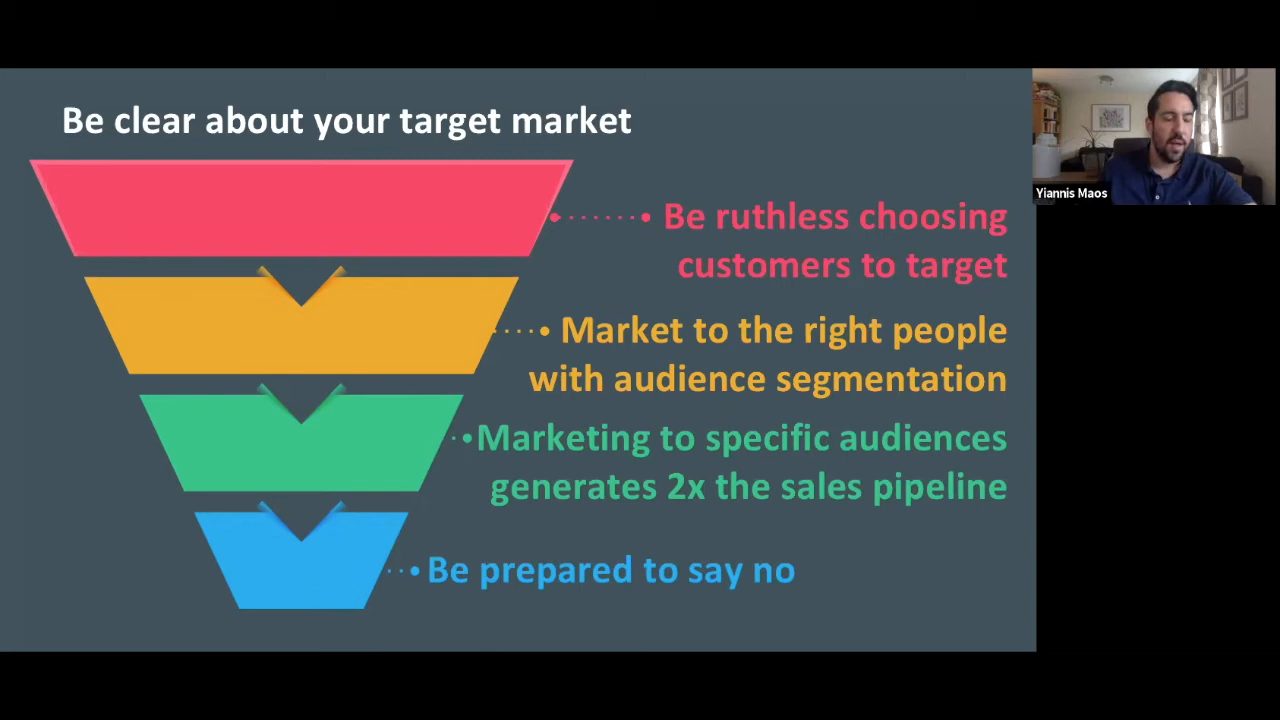 Be clear about your target market
Yiannis Maos
Be ruthless choosing
customers to target
Market to the right people
with audience segmentation
Marketing to specific audiences
generates 2x the sales pipeline
Be prepared to say no